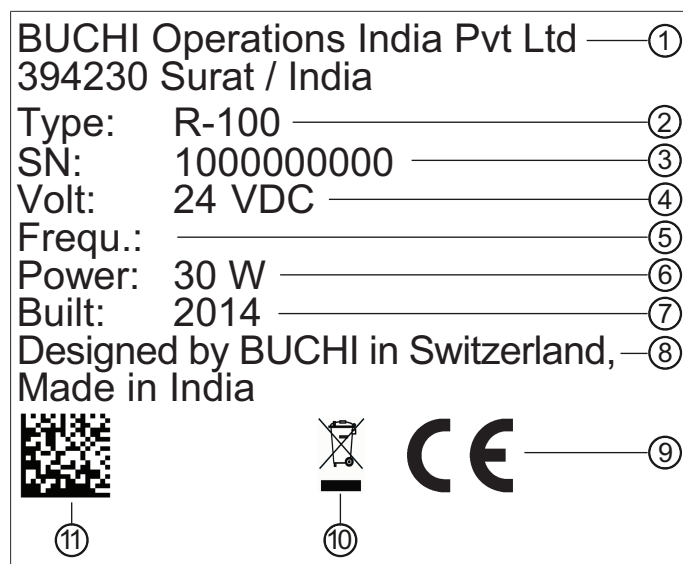 BUCHI Operations India Pvt Ltd ①
394230 Surat / India
Type: R-100 ②
SN: 1000000000 ③
Volt: 24 VDC ④
Frequ.: ⑤
Power: 30 W ⑥
Built: 2014 ⑦
Designed by BUCHI in Switzerland, ⑧
Made in India
CE ⑨
⑪ ⑩